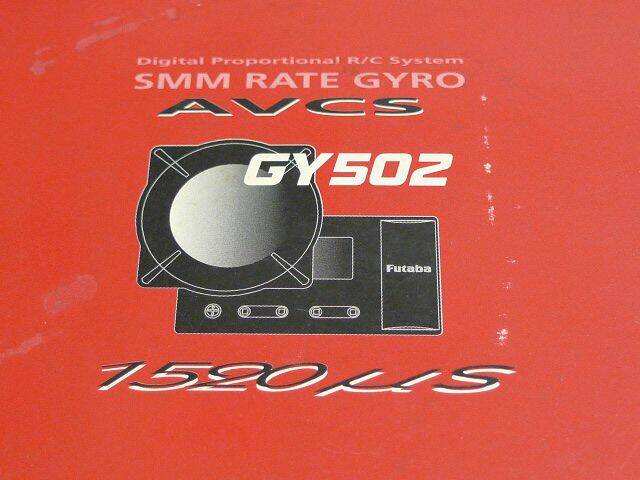 Digital Proportional R/C System
SMM RATE GYRO
AVCS
GY502
Futaba
1520μS